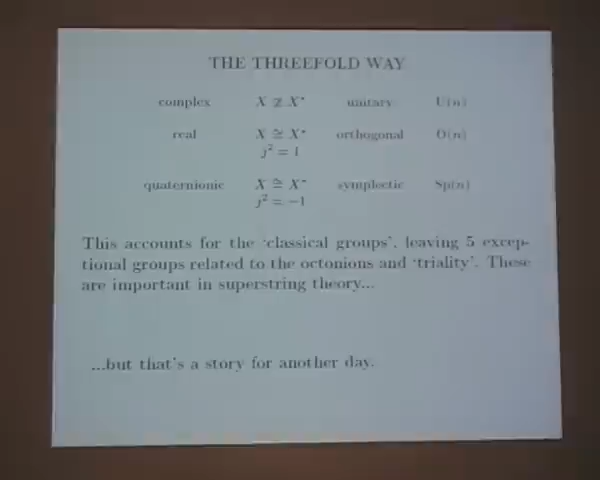 THE THREEFOLD WAY
complex X ≇ X* unitary U(n)
real X ≅ X* orthogonal O(n)
j² = 1
quaternionic X ≅ X* symplectic Sp(n)
j² = −1
This accounts for the 'classical groups', leaving 5 excep-
tional groups related to the octonions and 'triality'. These
are important in superstring theory...
...but that's a story for another day.